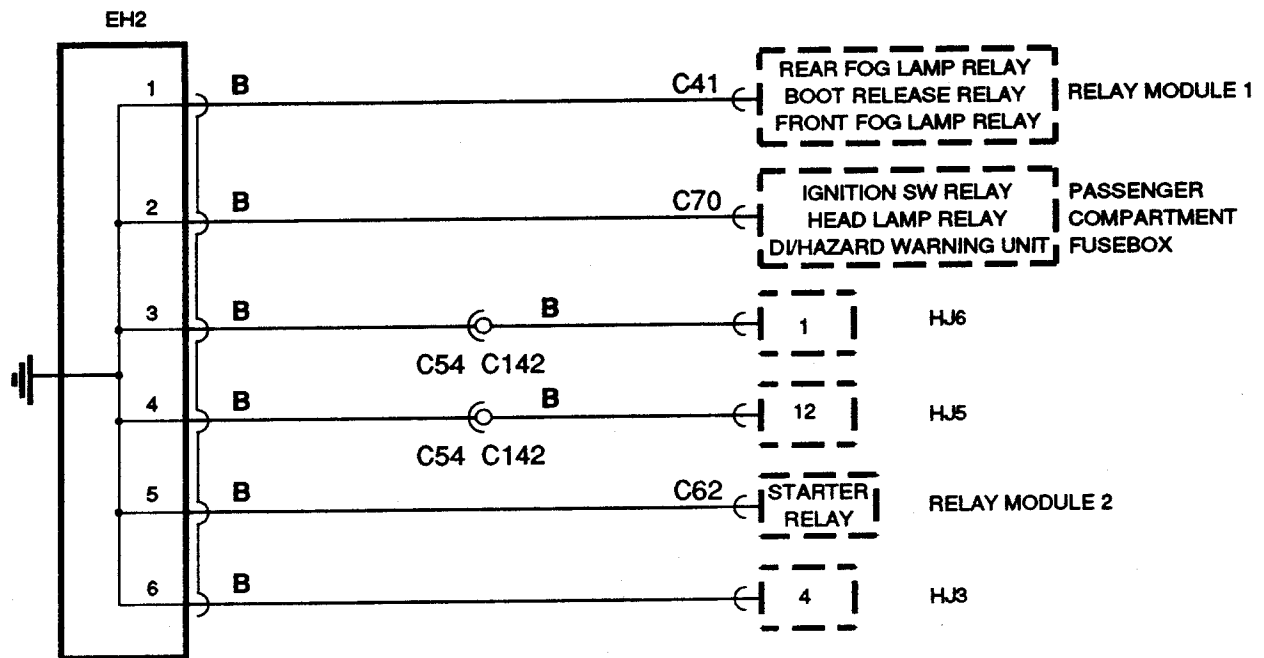 EH2
1 B C41 REAR FOG LAMP RELAY
BOOT RELEASE RELAY RELAY MODULE 1
FRONT FOG LAMP RELAY
2 B C70 IGNITION SW RELAY PASSENGER
HEAD LAMP RELAY COMPARTMENT
DI/HAZARD WARNING UNIT FUSEBOX
3 B B 1 HJ6
C54 C142
4 B B 12 HJ5
C54 C142
5 B C62 STARTER RELAY MODULE 2
RELAY
6 B 4 HJ3